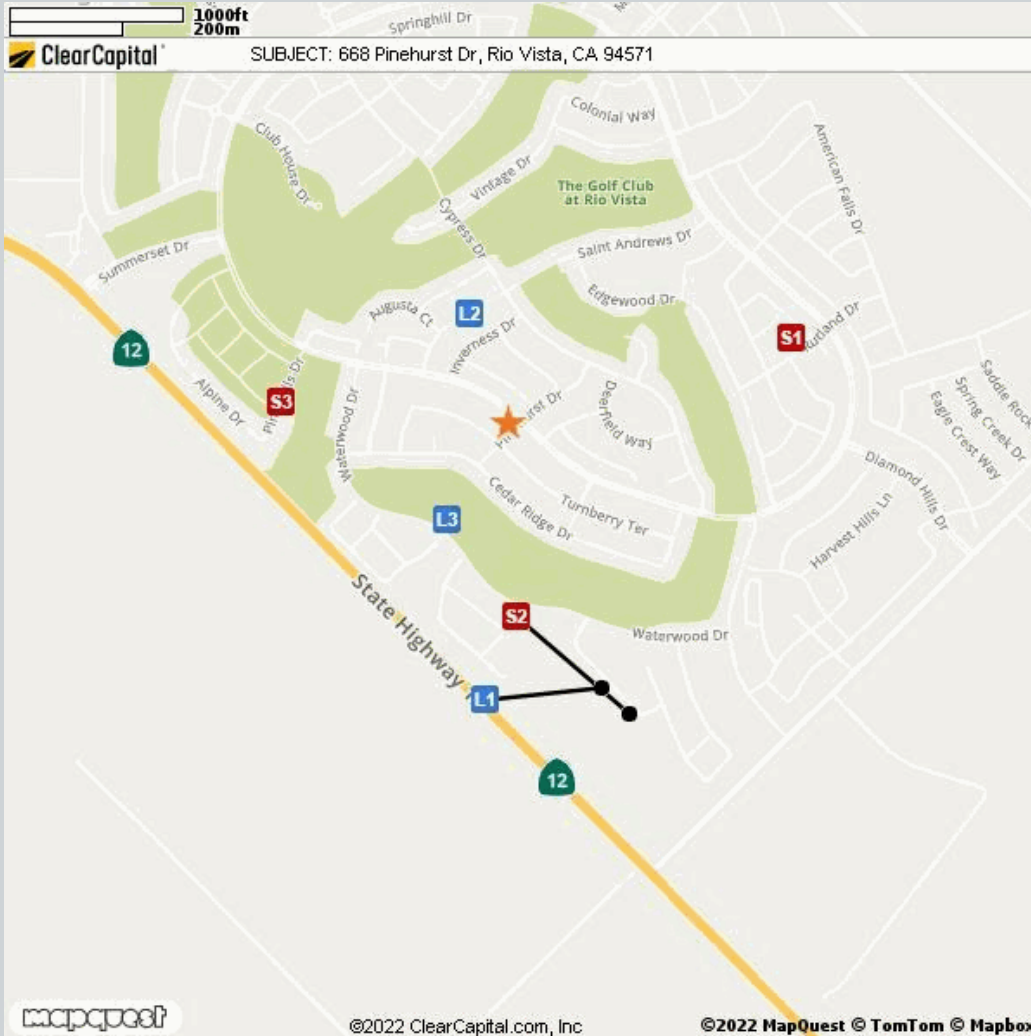 1000ft
200m
Springhill Dr
ClearCapital
SUBJECT: 668 Pinehurst Dr, Rio Vista, CA 94571
Colonial Way
Club House Dr
American Falls Dr
Vintage Dr
The Golf Club
at Rio Vista
Cypress Dr
Saint Andrews Dr
Summerset Dr
Edgewood Dr
Augusta Ct
L2
Inverness Dr
Rutland Dr
S1
12
Saddle Rock
Spring Creek Dr
Eagle Crest Way
S3
Alpine Dr
Waterwood Dr
Deerfield Way
Diamond Hills Dr
Harvest Hills Ln
Cedar Ridge Dr
Turnberry Ter
L3
State Highway
S2
Waterwood Dr
L1
12
mapquest
©2022 ClearCapital.com, Inc
©2022 MapQuest © TomTom © Mapbox